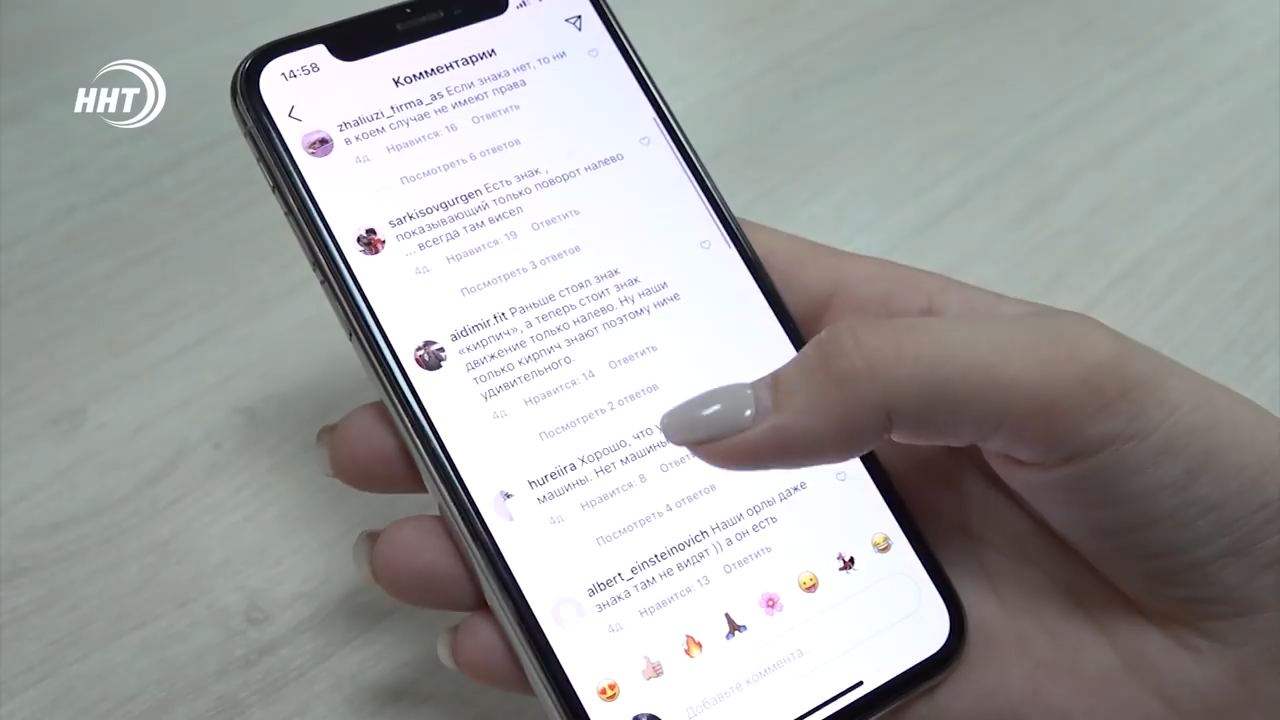 ННТ
14:58
Комментарии
zhaliuzi_firma_as Если знака нет, то ни
в коем случае не имеют права
4д. Нравится: 16 Ответить
Посмотреть 6 ответов
sarkisovgurgen Есть знак ,
показывающий только поворот налево
... всегда там висел
4д. Нравится: 19 Ответить
Посмотреть 3 ответов
aidimir.fit Раньше стоял знак
«кирпич», а теперь стоит знак
движение только налево. Ну наши
только кирпич знают поэтому ниче
удивительного.
4д. Нравится: 14 Ответить
Посмотреть 2 ответов
hureiira Хорошо, что
машины. Нет машины
4д. Нравится: 8
Посмотреть 4 ответов
albert_einsteinovich Наши орлы даже
знака там не видят )) а он есть
4д. Нравится: 13 Ответить
Добавьте коммента...